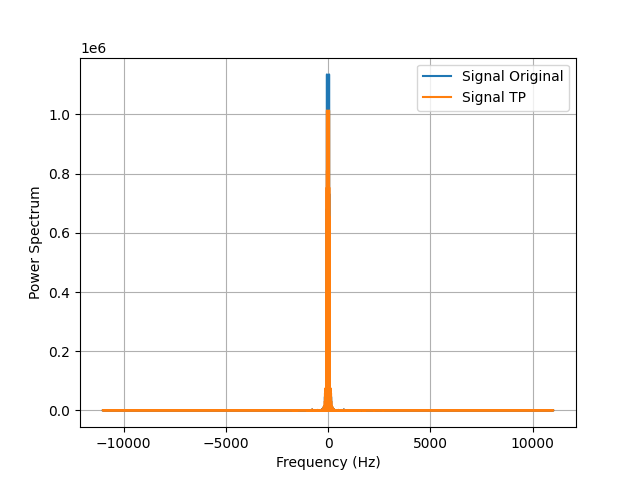 1e6
Signal Original
Signal TP
1.0
0.8
0.6
0.4
0.2
0.0
Power Spectrum
−10000 −5000 0 5000 10000
Frequency (Hz)